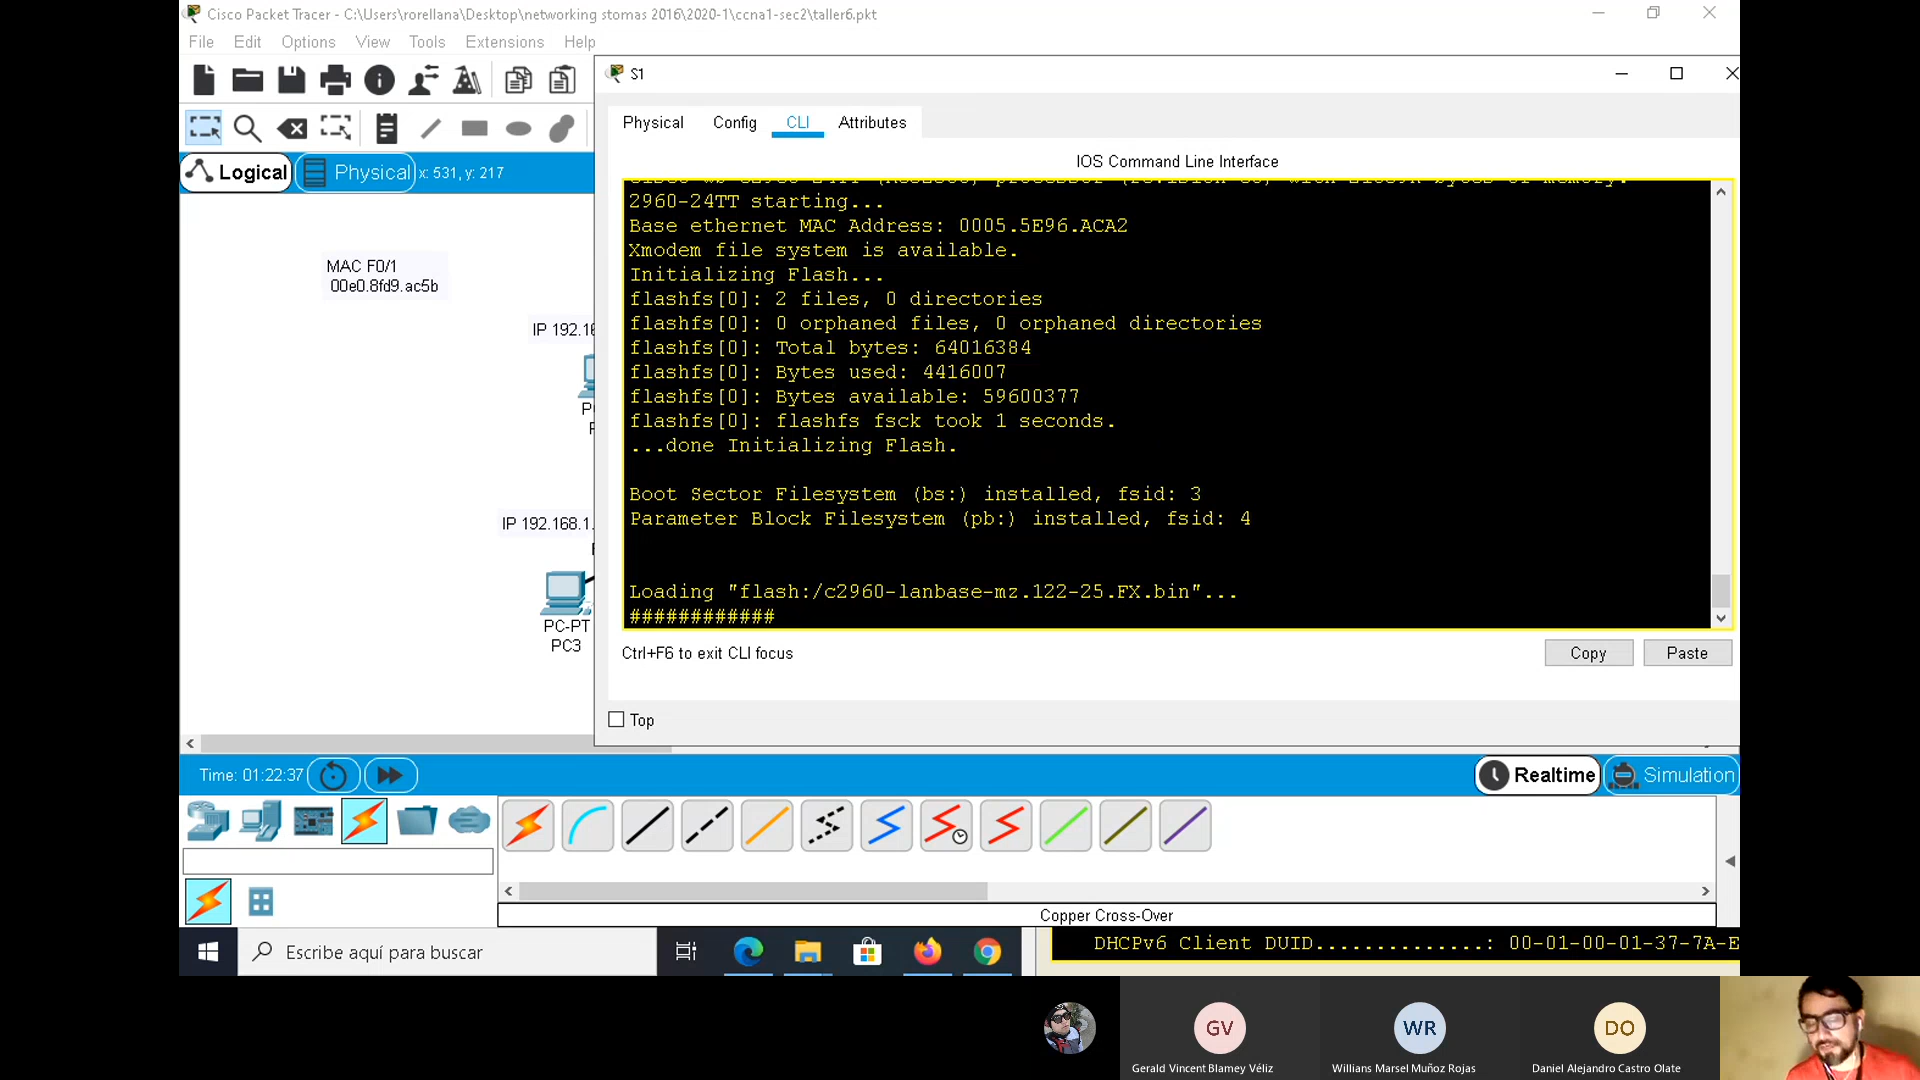 Cisco Packet Tracer - C:\Users\rorellana\Desktop\networking stomas 2016\2020-1\ccna1-sec2\taller6.pkt
File Edit Options View Tools Extensions Help
S1
Physical Config CLI Attributes
Logical Physical x: 531, y: 217
IOS Command Line Interface
2960-24TT starting...
Base ethernet MAC Address: 0005.5E96.ACA2
Xmodem file system is available.
Initializing Flash...
flashfs[0]: 2 files, 0 directories
flashfs[0]: 0 orphaned files, 0 orphaned directories
flashfs[0]: Total bytes: 64016384
flashfs[0]: Bytes used: 4416007
flashfs[0]: Bytes available: 59600377
flashfs[0]: flashfs fsck took 1 seconds.
...done Initializing Flash.
Boot Sector Filesystem (bs:) installed, fsid: 3
Parameter Block Filesystem (pb:) installed, fsid: 4
Loading "flash:/c2960-lanbase-mz.122-25.FX.bin"...
############
MAC F0/1
00e0.8fd9.ac5b
IP 192.16
IP 192.168.1.
PC-PT
PC3
Ctrl+F6 to exit CLI focus
Copy Paste
Top
Time: 01:22:37
Realtime Simulation
Copper Cross-Over
Escribe aquí para buscar
DHCPv6 Client DUID..............: 00-01-00-01-37-7A-E
GV WR DO
Gerald Vincent Blamey Véliz Willians Marsel Muñoz Rojas Daniel Alejandro Castro Olate